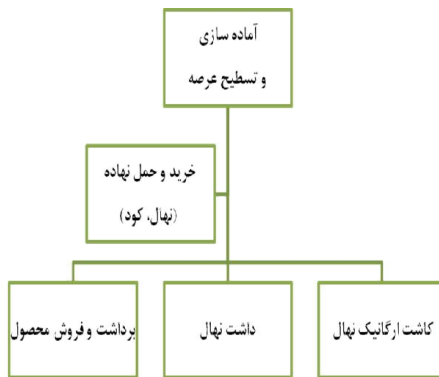 آماده سازی
و تسطیح عرصه
خرید و حمل نهاده
(نهال، کود)
کاشت ارگانیک نهال
داشت نهال
برداشت و فروش محصول